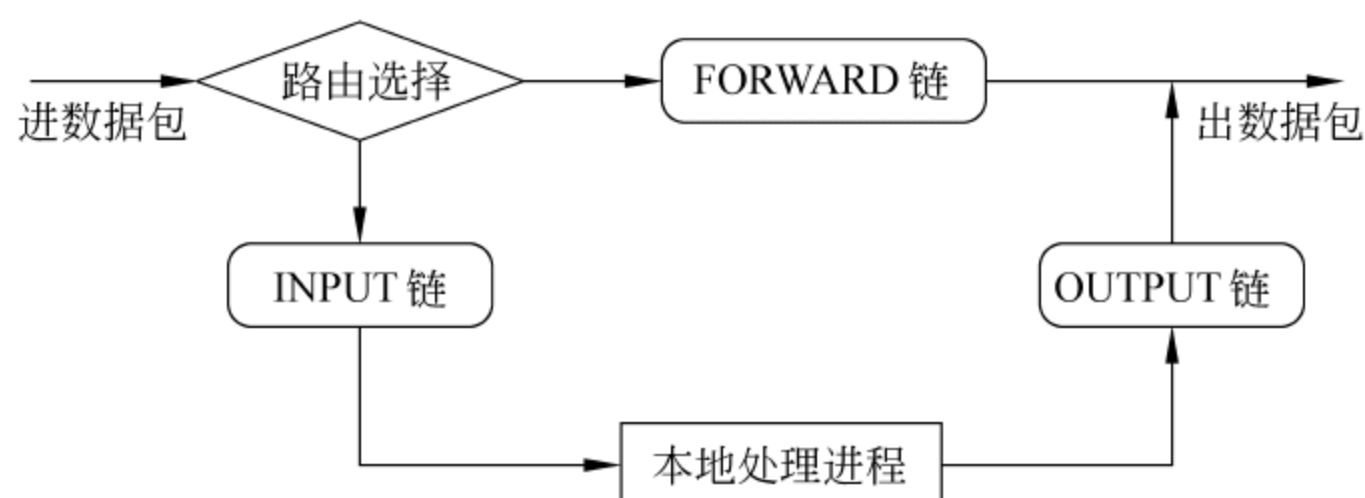 路由选择
FORWARD 链
进数据包
出数据包
INPUT 链
OUTPUT 链
本地处理进程